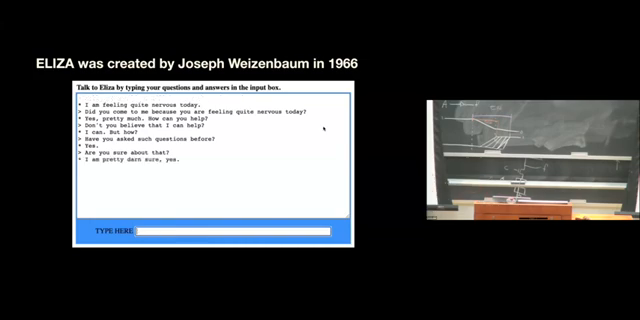 ELIZA was created by Joseph Weizenbaum in 1966
Talk to Eliza by typing your questions and answers in the input box.
* I am feeling quite nervous today.
> Did you come to me because you are feeling quite nervous today?
* Yes, pretty much. How can you help?
> Don't you believe that I can help?
* I can. But how?
> Have you asked such questions before?
* Yes.
> Are you sure about that?
* I am pretty darn sure, yes.
TYPE HERE